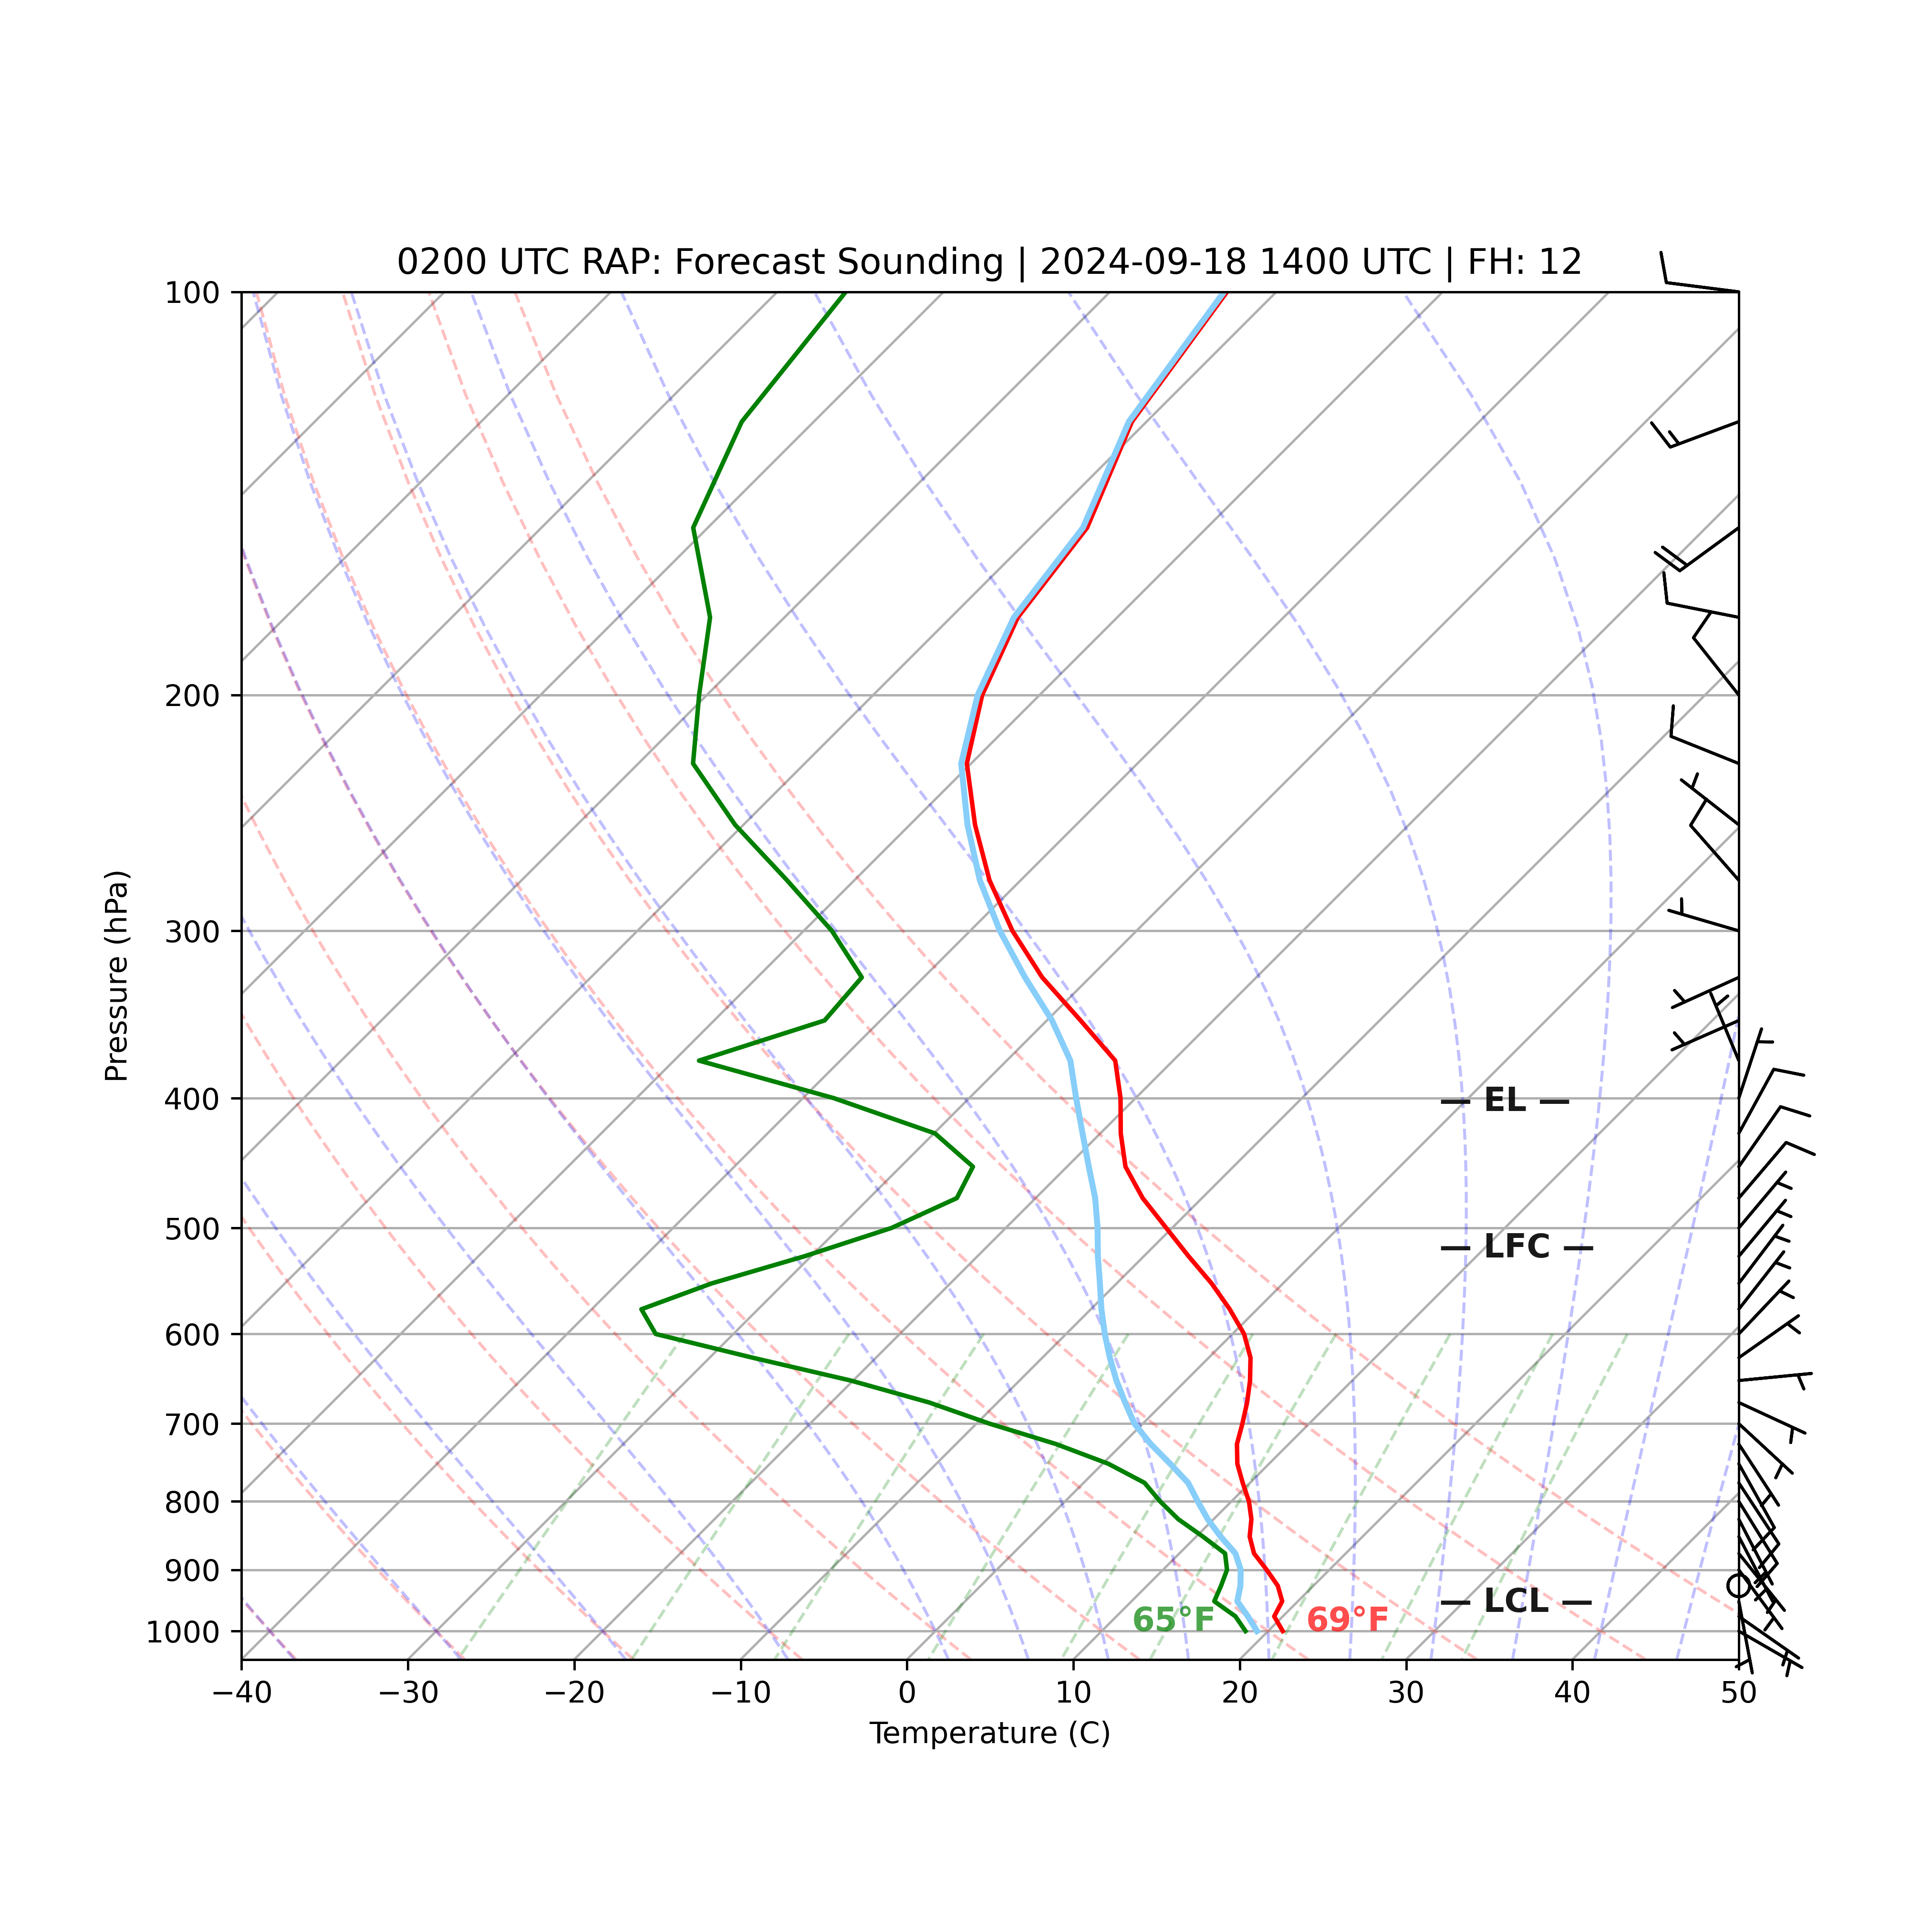 0200 UTC RAP: Forecast Sounding | 2024-09-18 1400 UTC | FH: 12
100
200
300
Pressure (hPa)
400
— EL —
500
— LFC —
600
700
800
900
— LCL —
65°F 69°F
1000
−40 −30 −20 −10 0 10 20 30 40 50
Temperature (C)